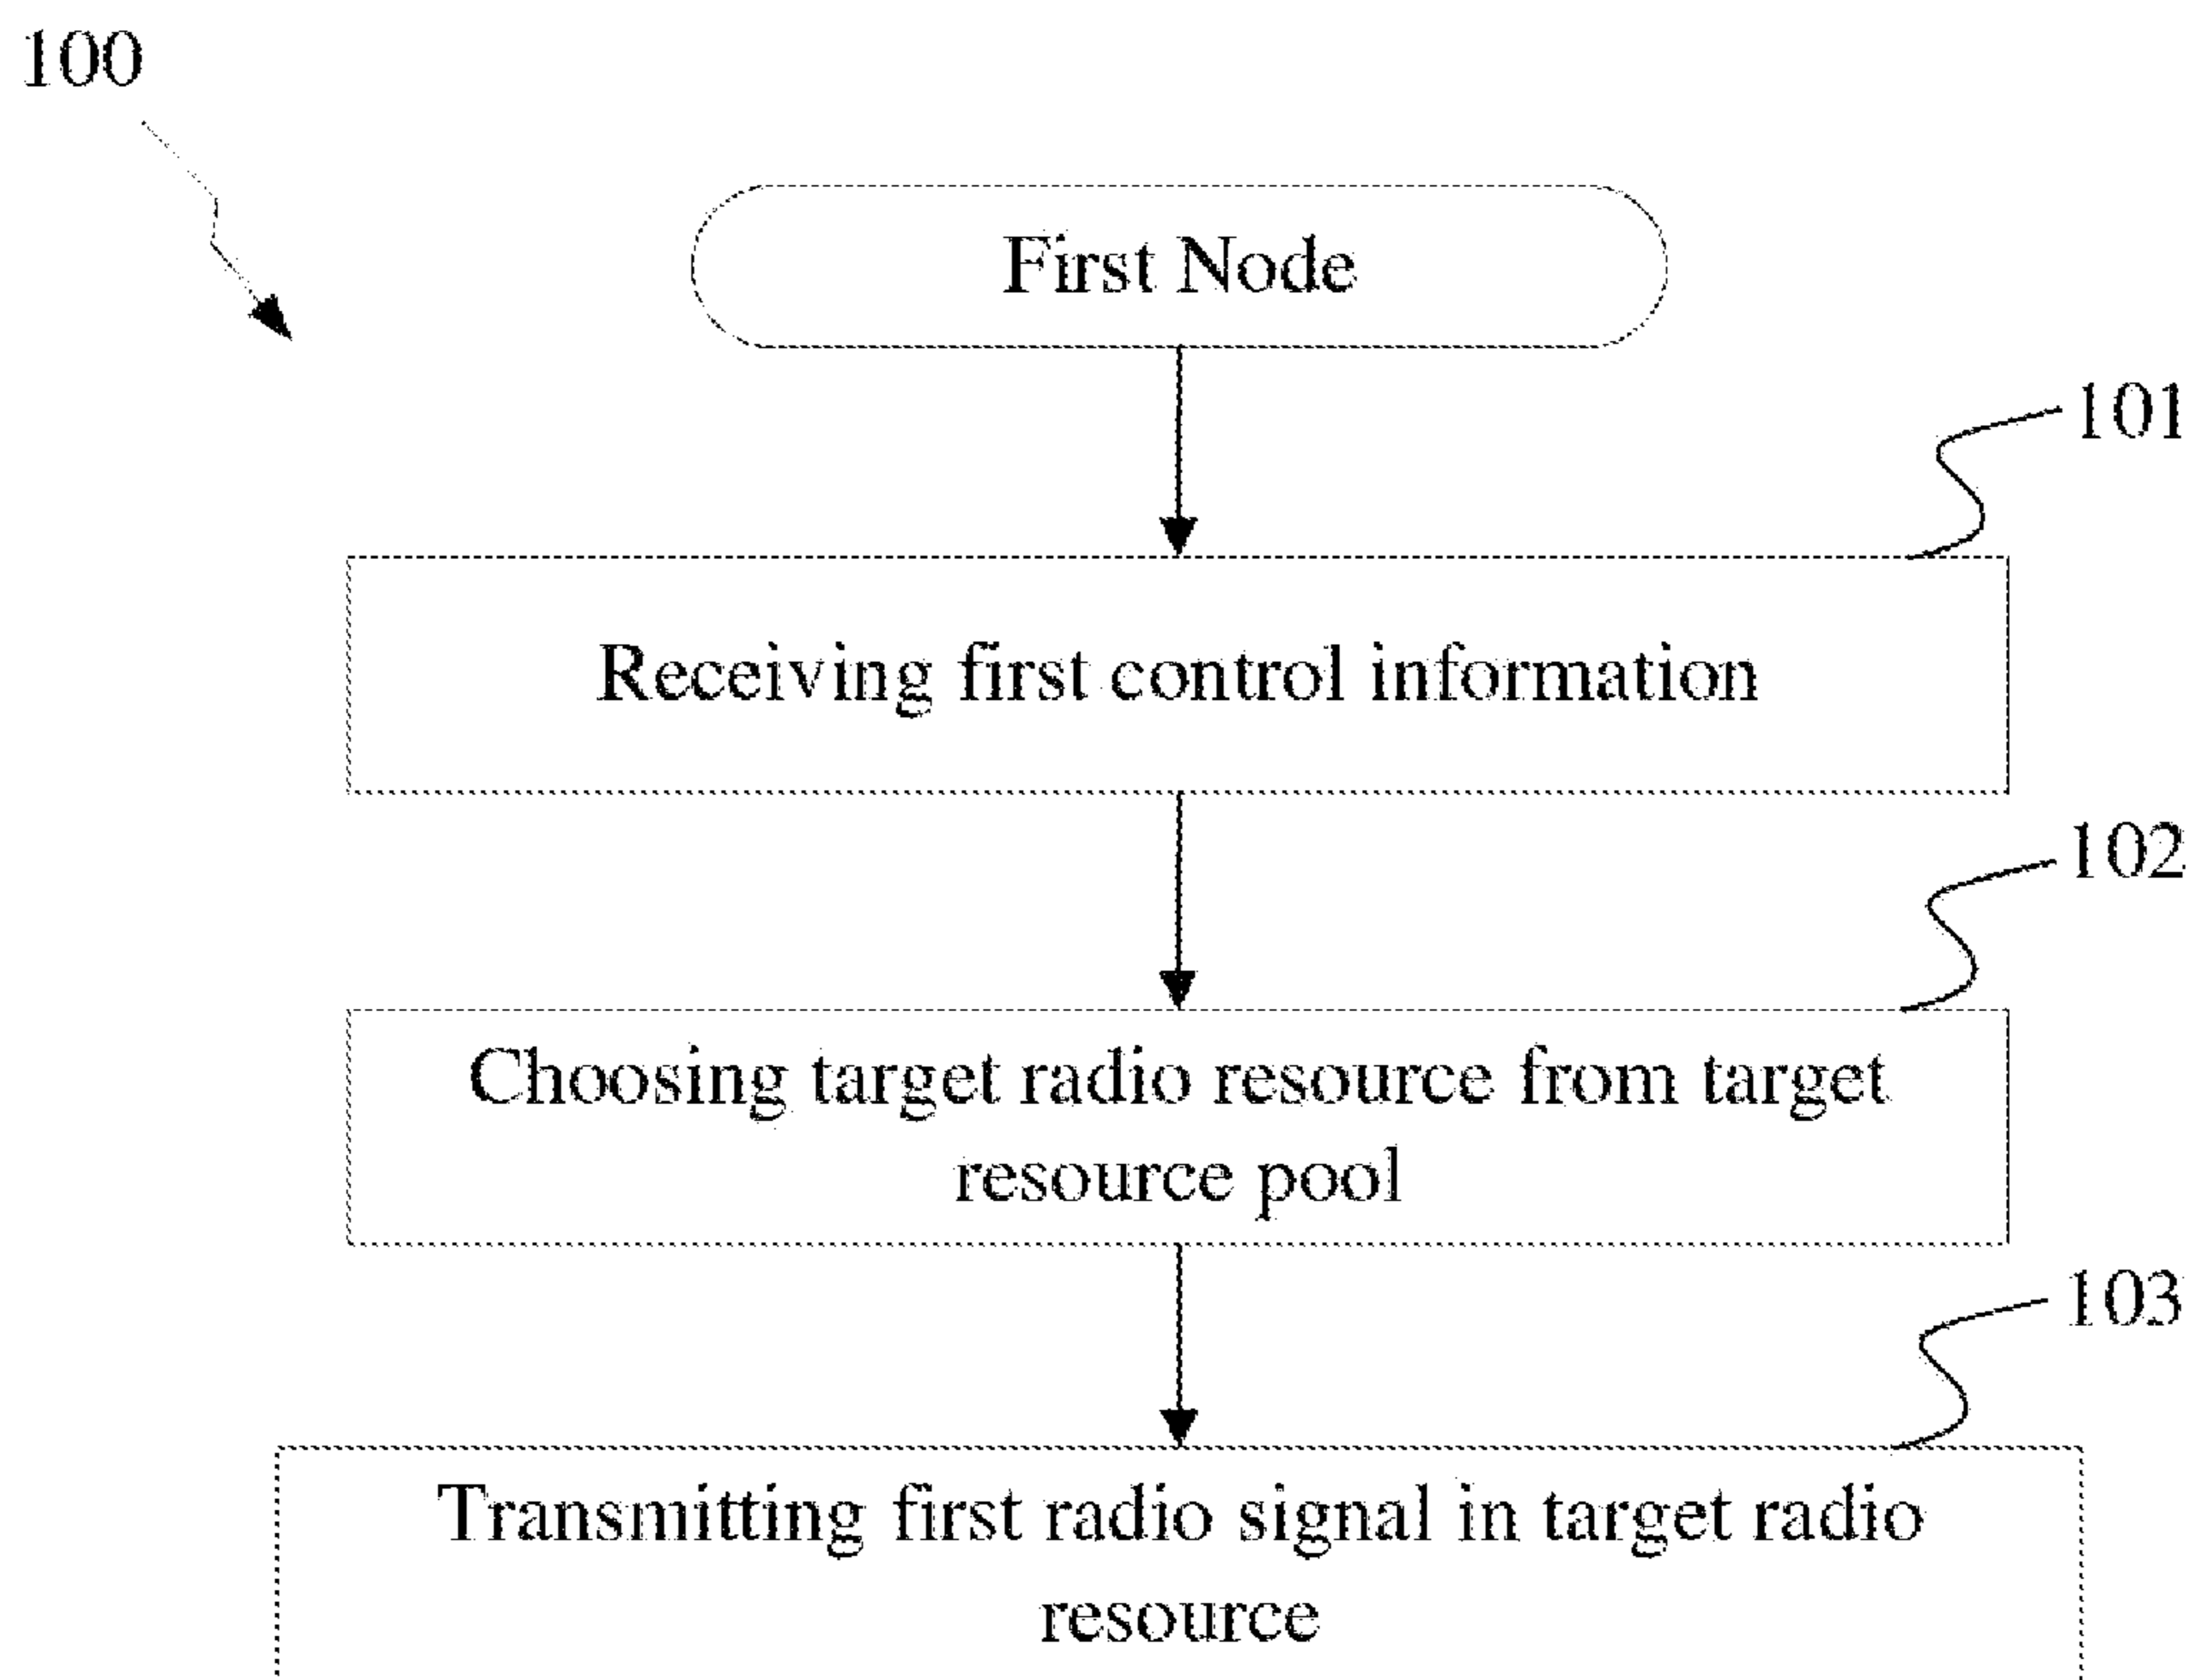 100
First Node
101
Receiving first control information
102
Choosing target radio resource from target
resource pool
103
Transmitting first radio signal in target radio
resource